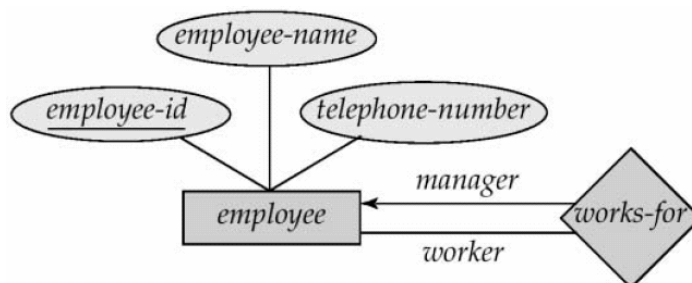 employee-name
employee-id
telephone-number
manager
employee
works-for
worker